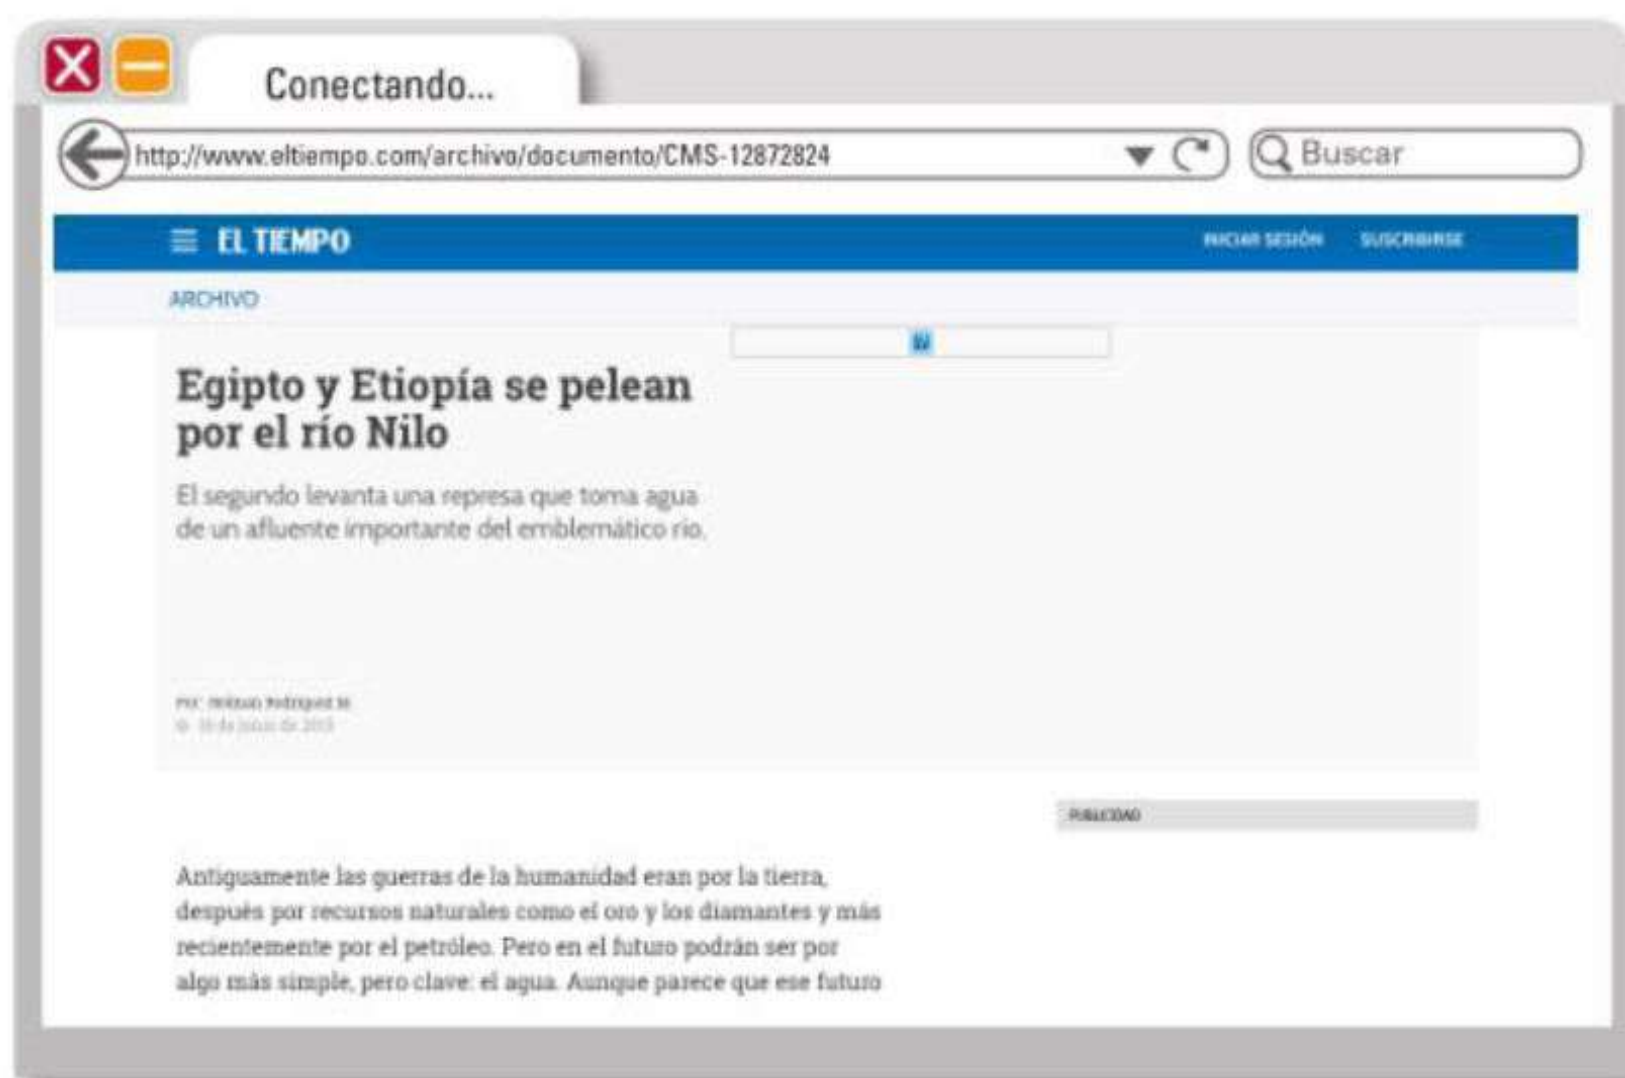 Conectando...
http://www.eltiempo.com/archivo/documento/CMS-12872824
Buscar
EL TIEMPO
INICIAR SESIÓN SUSCRIBIRSE
ARCHIVO
Egipto y Etiopía se pelean
por el río Nilo
El segundo levanta una represa que toma agua
de un afluente importante del emblemático río.
Por: Rodríguez M
de 2013
PUBLICIDAD
Antiguamente las guerras de la humanidad eran por la tierra,
después por recursos naturales como el oro y los diamantes y más
recientemente por el petróleo. Pero en el futuro podrán ser por
algo más simple, pero clave: el agua. Aunque parece que ese futuro